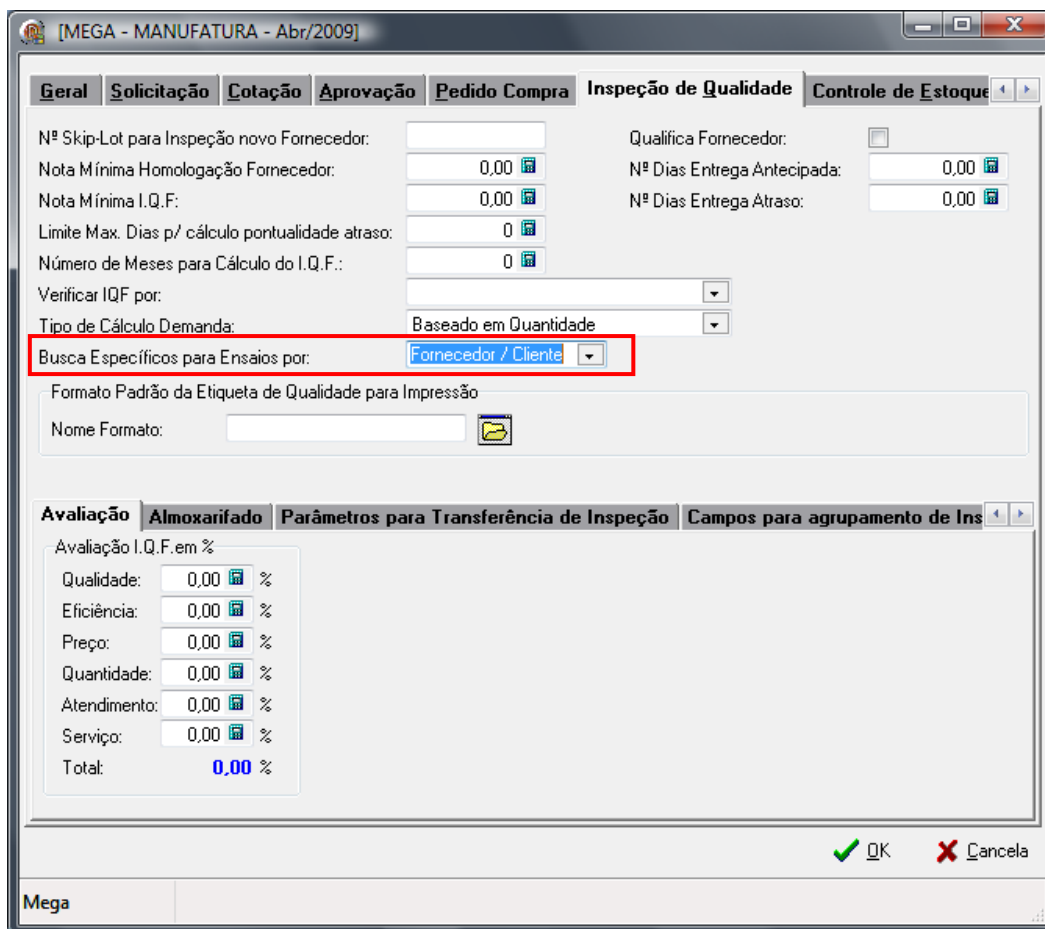 [MEGA - MANUFATURA - Abr/2009]
Geral Solicitação Cotação Aprovação Pedido Compra Inspeção de Qualidade Controle de Estoque
Nº Skip-Lot para Inspeção novo Fornecedor: Qualifica Fornecedor:
Nota Mínima Homologação Fornecedor: 0,00 Nº Dias Entrega Antecipada: 0,00
Nota Mínima I.Q.F: 0,00 Nº Dias Entrega Atraso: 0,00
Limite Max. Dias p/ cálculo pontualidade atraso: 0
Número de Meses para Cálculo do I.Q.F.: 0
Verificar IQF por:
Tipo de Cálculo Demanda: Baseado em Quantidade
Busca Específicos para Ensaios por: Fornecedor / Cliente
Formato Padrão da Etiqueta de Qualidade para Impressão
Nome Formato:
Avaliação Almoxarifado Parâmetros para Transferência de Inspeção Campos para agrupamento de Ins
Avaliação I.Q.F.em %
Qualidade: 0,00 %
Eficiência: 0,00 %
Preço: 0,00 %
Quantidade: 0,00 %
Atendimento: 0,00 %
Serviço: 0,00 %
Total: 0,00 %
OK Cancela
Mega